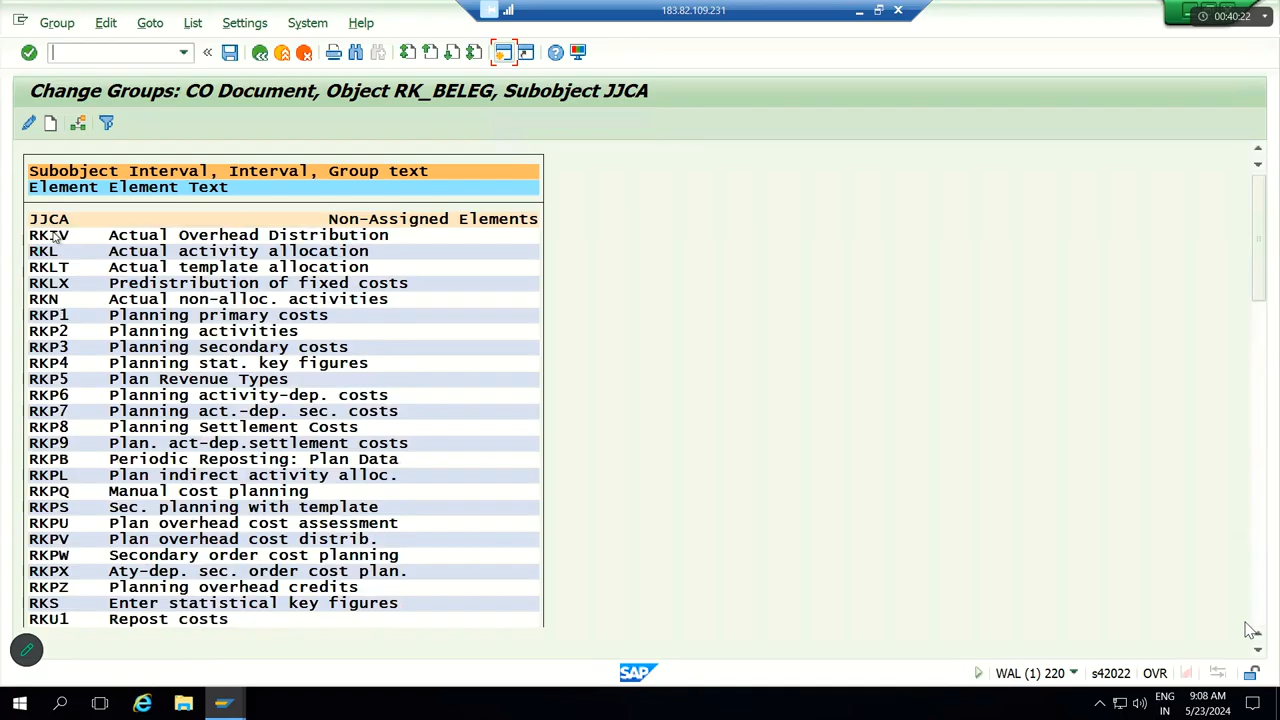 183.82.109.231
00:40:22
Group Edit Goto List Settings System Help
Change Groups: CO Document, Object RK_BELEG, Subobject JJCA
Subobject Interval, Interval, Group text
Element Element Text
JJCA Non-Assigned Elements
Actual Overhead Distribution
RKL Actual activity allocation
RKLT Actual template allocation
RKLX Predistribution of fixed costs
RKN Actual non-alloc. activities
RKP1 Planning primary costs
RKP2 Planning activities
RKP3 Planning secondary costs
RKP4 Planning stat. key figures
RKP5 Plan Revenue Types
RKP6 Planning activity-dep. costs
RKP7 Planning act.-dep. sec. costs
RKP8 Planning Settlement Costs
RKP9 Plan. act-dep.settlement costs
RKPB Periodic Reporting: Plan Data
RKPL Plan indirect activity alloc.
RKPQ Manual cost planning
RKPS Sec. planning with template
RKPU Plan overhead cost assessment
RKPV Plan overhead cost distrib.
RKPW Secondary order cost planning
RKPX Aty-dep. sec. order cost plan.
RKPZ Planning overhead credits
RKS Enter statistical key figures
RKU1 Repost costs
SAP
WAL (1) 220 s42022 OVR
ENG 9:08 AM
IN 5/23/2024